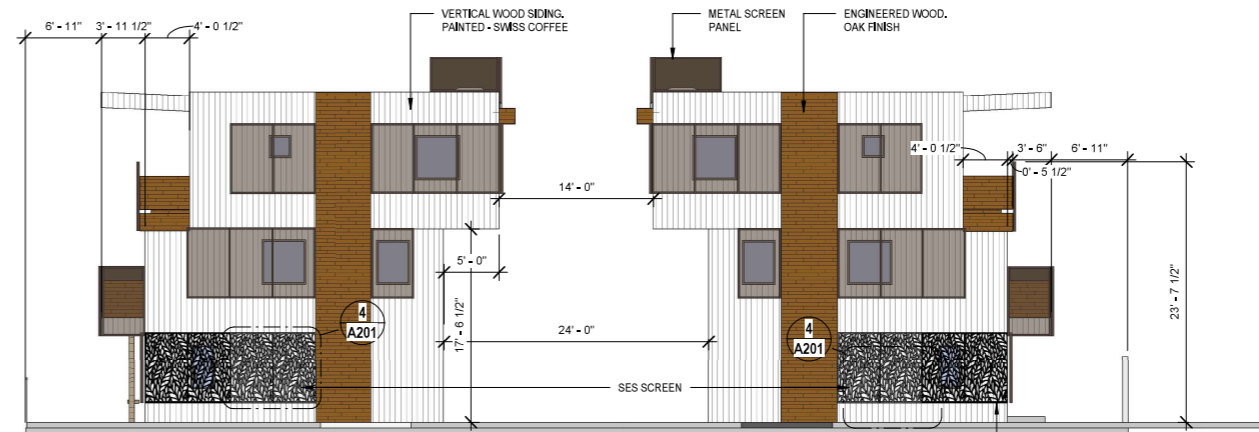 VERTICAL WOOD SIDING.
PAINTED - SWISS COFFEE
METAL SCREEN
PANEL
ENGINEERED WOOD.
OAK FINISH
6' - 11"
3' - 11 1/2"
4' - 0 1/2"
4' - 0 1/2"
3' - 6"
6' - 11"
0' - 5 1/2"
14' - 0"
5' - 0"
17' - 6 1/2"
24' - 0"
23' - 7 1/2"
4
A201
4
A201
SES SCREEN